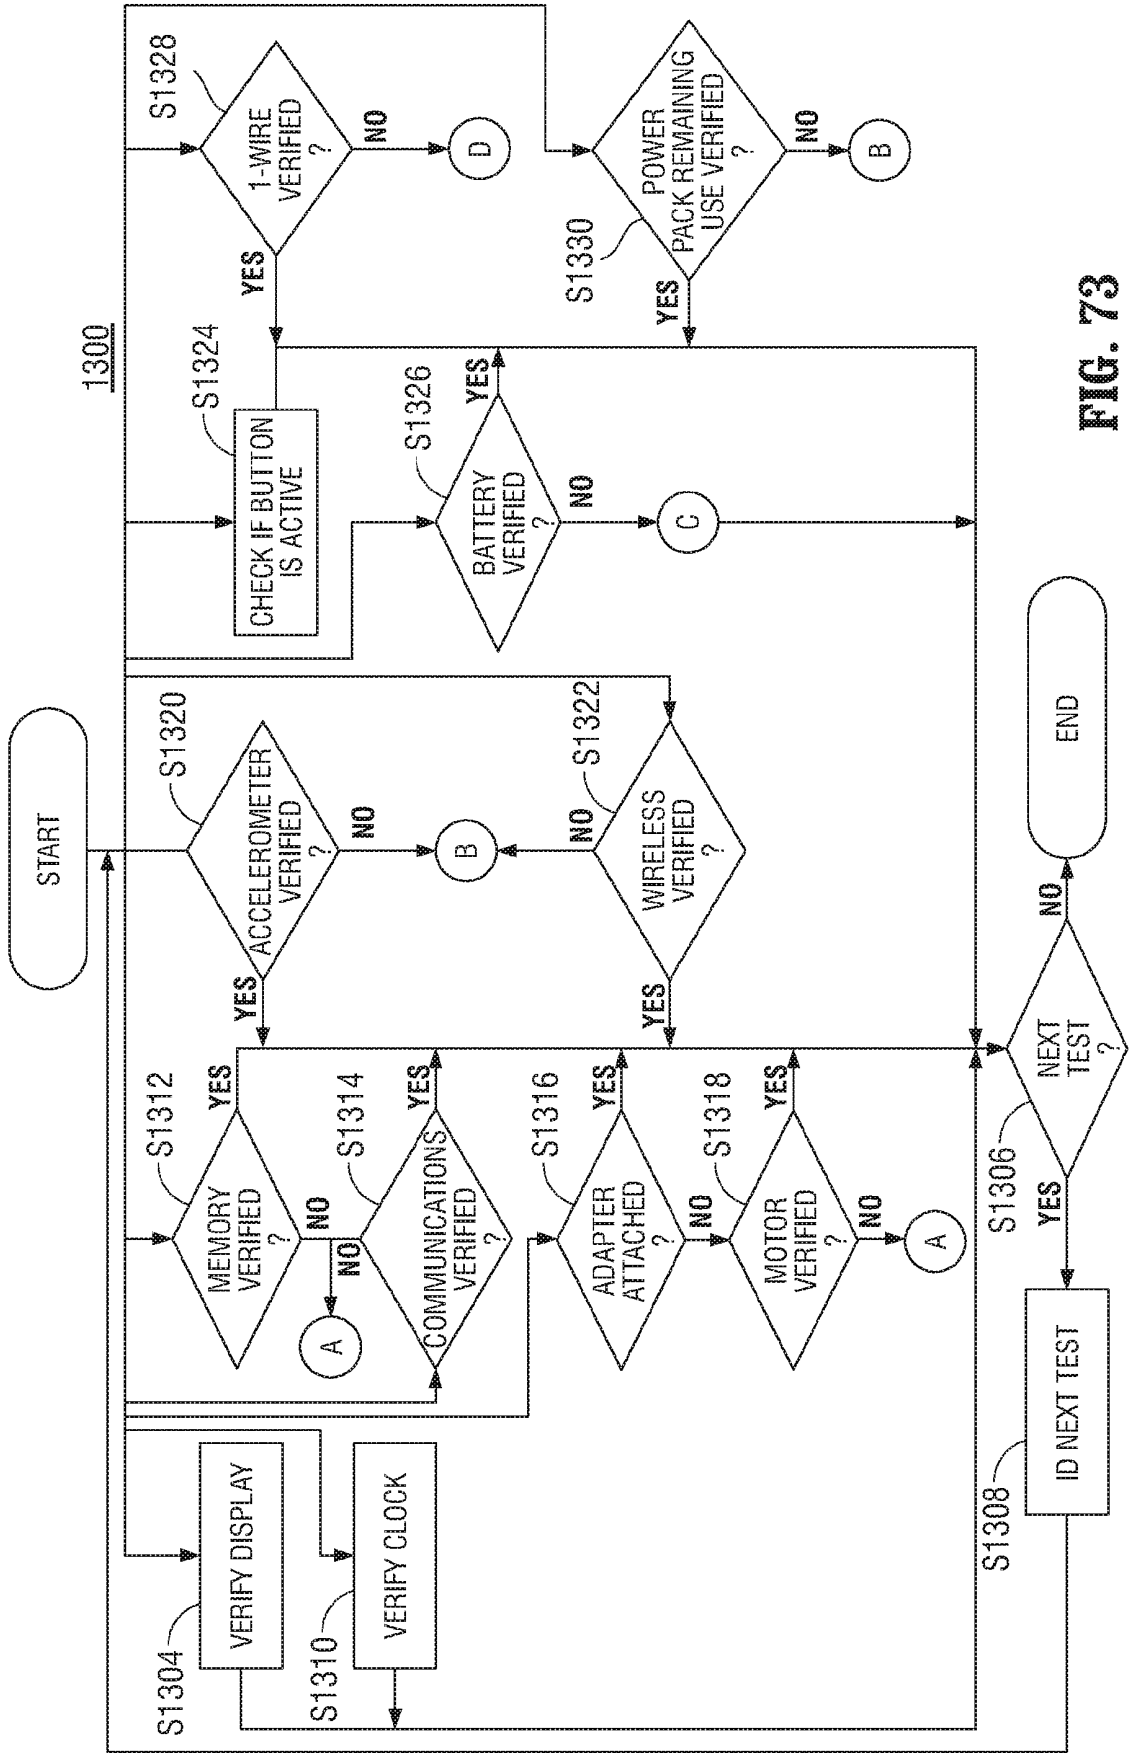 1300
START
S1304
VERIFY DISPLAY
S1310
VERIFY CLOCK
S1312
MEMORY
VERIFIED
?
YES
NO
A
S1314
COMMUNICATIONS
VERIFIED
?
YES
NO
S1316
ADAPTER
ATTACHED
?
YES
NO
S1318
MOTOR
VERIFIED
?
YES
NO
A
S1320
ACCELEROMETER
VERIFIED
?
YES
NO
B
S1322
WIRELESS
VERIFIED
?
YES
NO
S1324
CHECK IF BUTTON
IS ACTIVE
S1326
BATTERY
VERIFIED
?
YES
NO
C
S1328
1-WIRE
VERIFIED
?
YES
NO
D
S1330
POWER
PACK REMAINING
USE VERIFIED
?
YES
NO
B
S1306
NEXT
TEST
?
YES
NO
S1308
ID NEXT TEST
END
FIG. 73